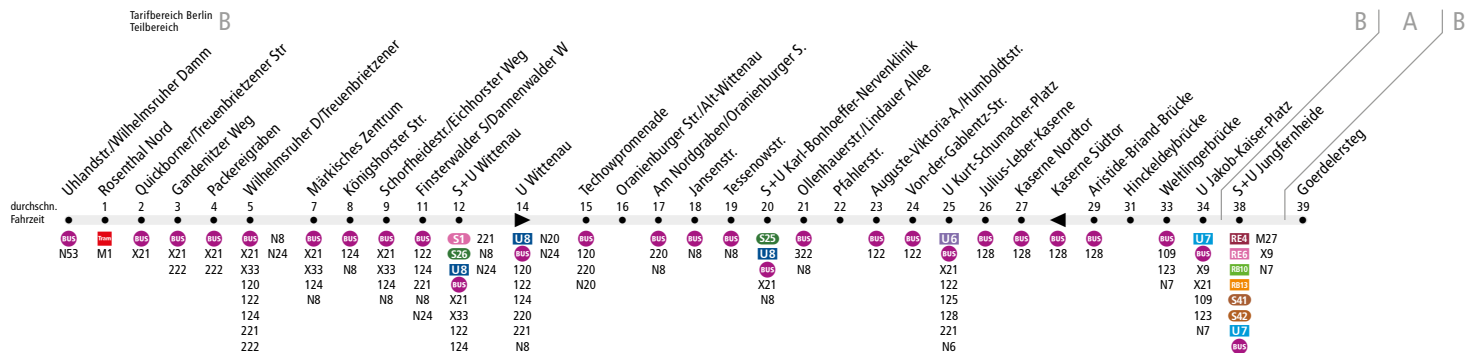 Tarifbereich Berlin B
Teilbereich
B A B
Uhlandstr./Wilhelmsruher Damm
Rosenthal Nord
Quickborner/Treuenbrietzener Str
Gandenitzer Weg
Packereigraben
Wilhelmsruher D/Treuenbrietzener
Märkisches Zentrum
Königshorster Str.
Schorfheidestr./Eichhorster Weg
Finsterwalder S/Dannenwalder W
S+U Wittenau
U Wittenau
Techowpromenade
Oranienburger Str./Alt-Wittenau
Am Nordgraben/Oranienburger S.
Jansenstr.
Tessenowstr.
S+U Karl-Bonhoeffer-Nervenklinik
Ollenhauerstr./Lindauer Allee
Pfahlerstr.
Auguste-Viktoria-A./Humboldtstr.
Von-der-Gablentz-Str.
U Kurt-Schumacher-Platz
Julius-Leber-Kaserne
Kaserne Nordtor
Kaserne Südtor
Aristide-Briand-Brücke
Hinckeldeybrücke
Weltlingerbrücke
U Jakob-Kaiser-Platz
S+U Jungfernheide
Goerdelersteg
durchschn. 1 2 3 4 5 7 8 9 11 12 14 15 16 17 18 19 20 21 22 23 24 25 26 27 29 31 33 34 38 39
Fahrzeit
BUS Tram BUS BUS BUS BUS N8 BUS BUS BUS BUS S1 221 U8 N20 BUS BUS BUS BUS S25 BUS BUS BUS U6 BUS BUS BUS BUS BUS U7 RE4 M27
N53 M1 X21 X21 X21 X21 N24 X21 124 X21 122 S26 N8 BUS N24 120 220 N8 N8 U8 322 122 122 BUS 128 128 128 128 109 BUS RE6 X9
222 222 X33 X33 N8 X33 124 U8 N24 120 220 N8 BUS N8 X21 123 X9 RB10 N7
120 124 124 221 BUS 122 N20 X21 122 N7 X21 RB13
122 N8 N8 N8 X21 124 N8 125 109 S41
124 N24 X33 220 128 123 S42
221 122 221 221 N7 U7
222 124 N8 N6 BUS